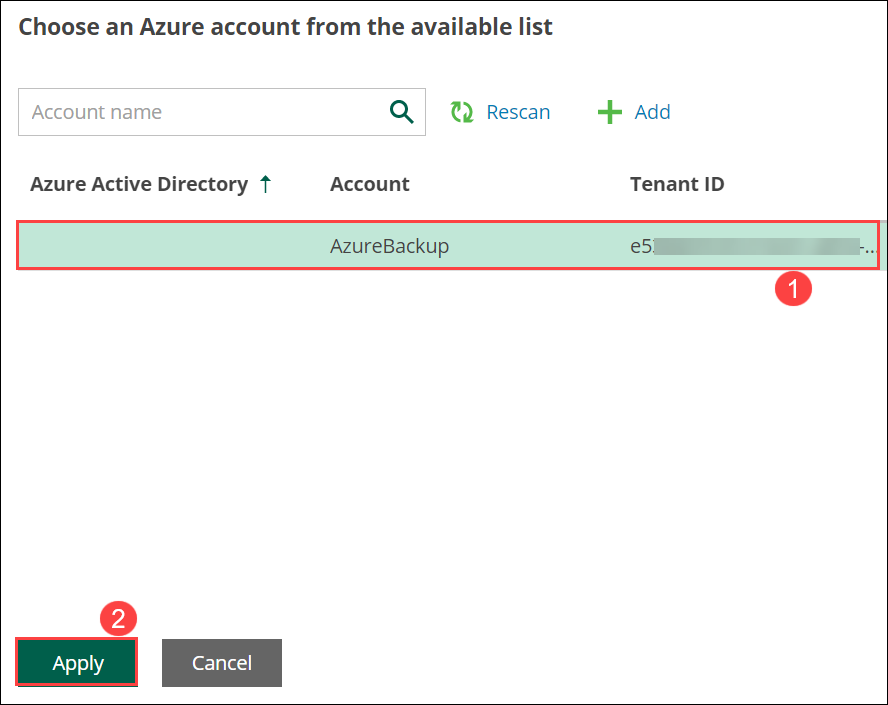 Choose an Azure account from the available list
Account name Rescan Add
Azure Active Directory Account Tenant ID
AzureBackup e5
1
2
Apply Cancel